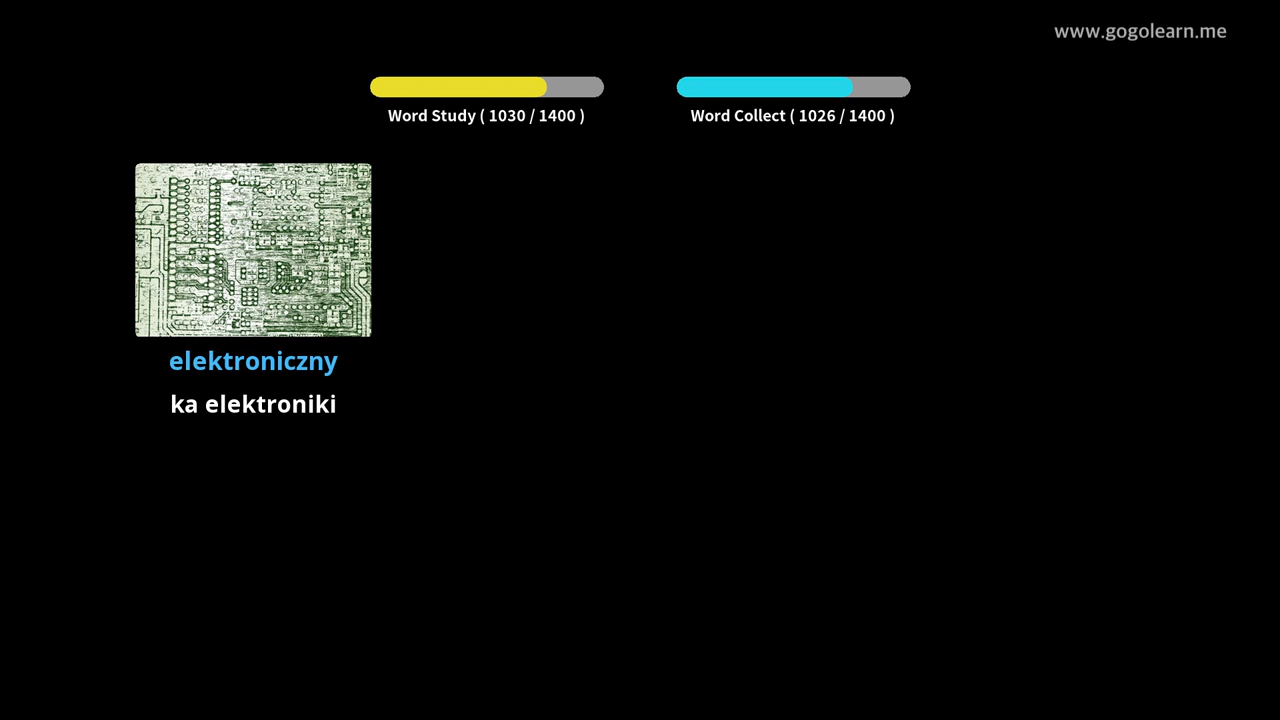 www.gogolearn.me
Word Study ( 1030 / 1400 )
Word Collect ( 1026 / 1400 )
elektroniczny
ka elektroniki